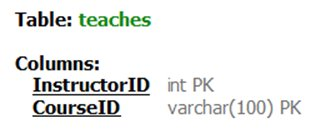 Table: teaches
Columns:
InstructorID int PK
CourseID varchar(100) PK